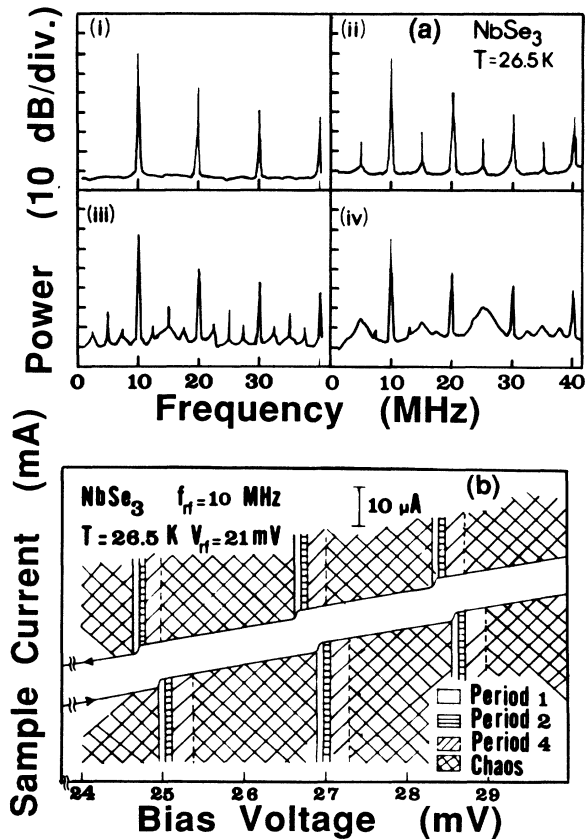 (i)
(ii) (a) NbSe3
T=26.5 K
(iii)
(iv)
Power (10 dB/div.)
0 10 20 30 0 10 20 30 40
Frequency (MHz)
(b)
NbSe3 frf=10 MHz
T=26.5 K Vrf=21 mV
10 μA
Period 1
Period 2
Period 4
Chaos
Sample Current (mA)
24 25 26 27 28 29
Bias Voltage (mV)